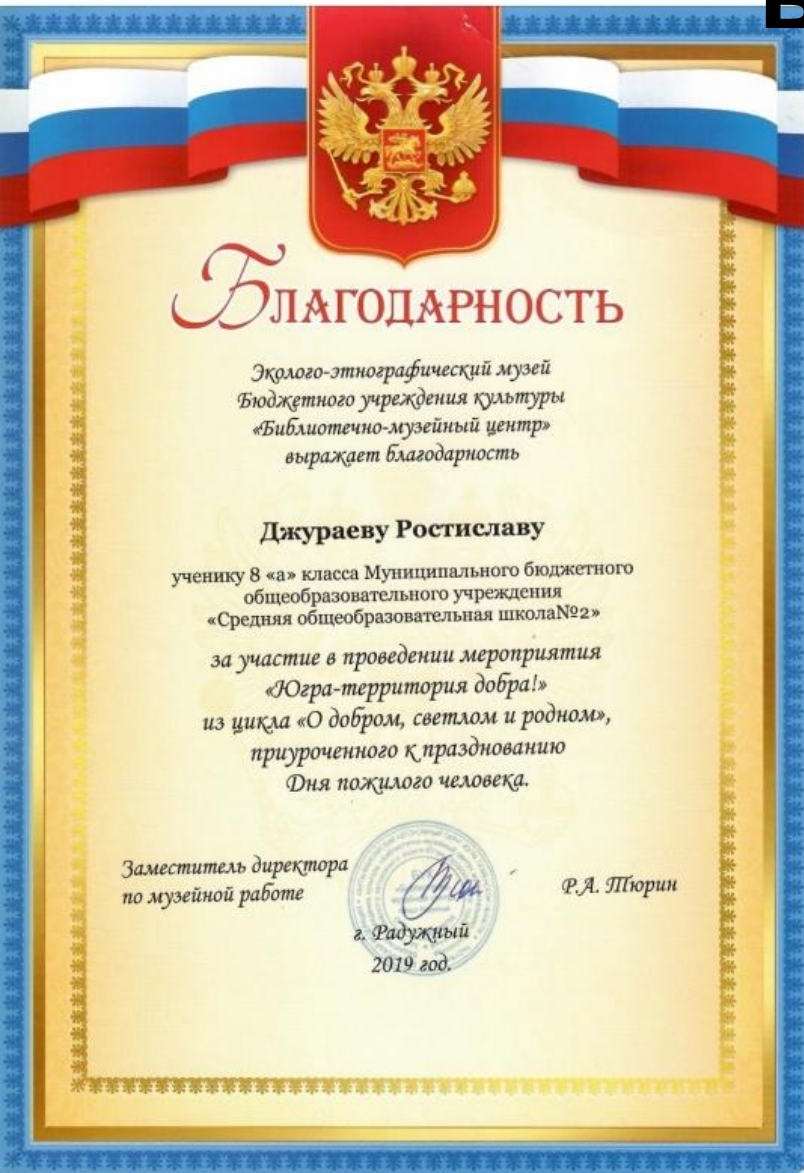 Благодарность
Эколого-этнографический музей
Бюджетного учреждения культуры
«Библиотечно-музейный центр»
выражает благодарность
Джураеву Ростиславу
ученику 8 «а» класса Муниципального бюджетного
общеобразовательного учреждения
«Средняя общеобразовательная школа№2»
за участие в проведении мероприятия
«Югра-территория добра!»
из цикла «О добром, светлом и родном»,
приуроченного к празднованию
Дня пожилого человека.
Заместитель директора
по музейной работе
Р.А. Тюрин
г. Радужный
2019 год.